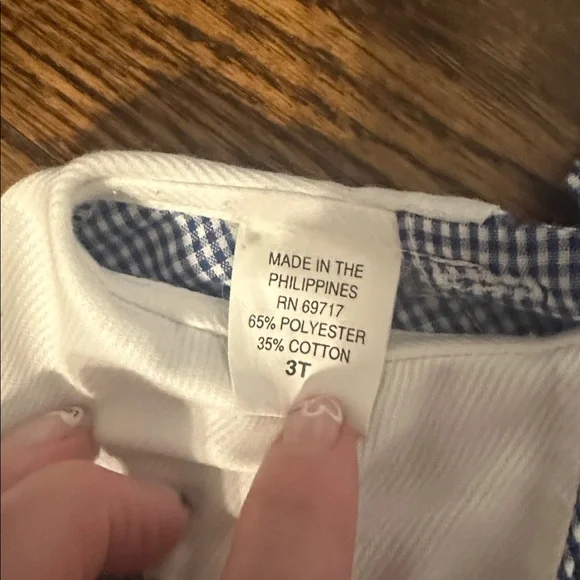 MADE IN THE
PHILIPPINES
RN 69717
65% POLYESTER
35% COTTON
3T